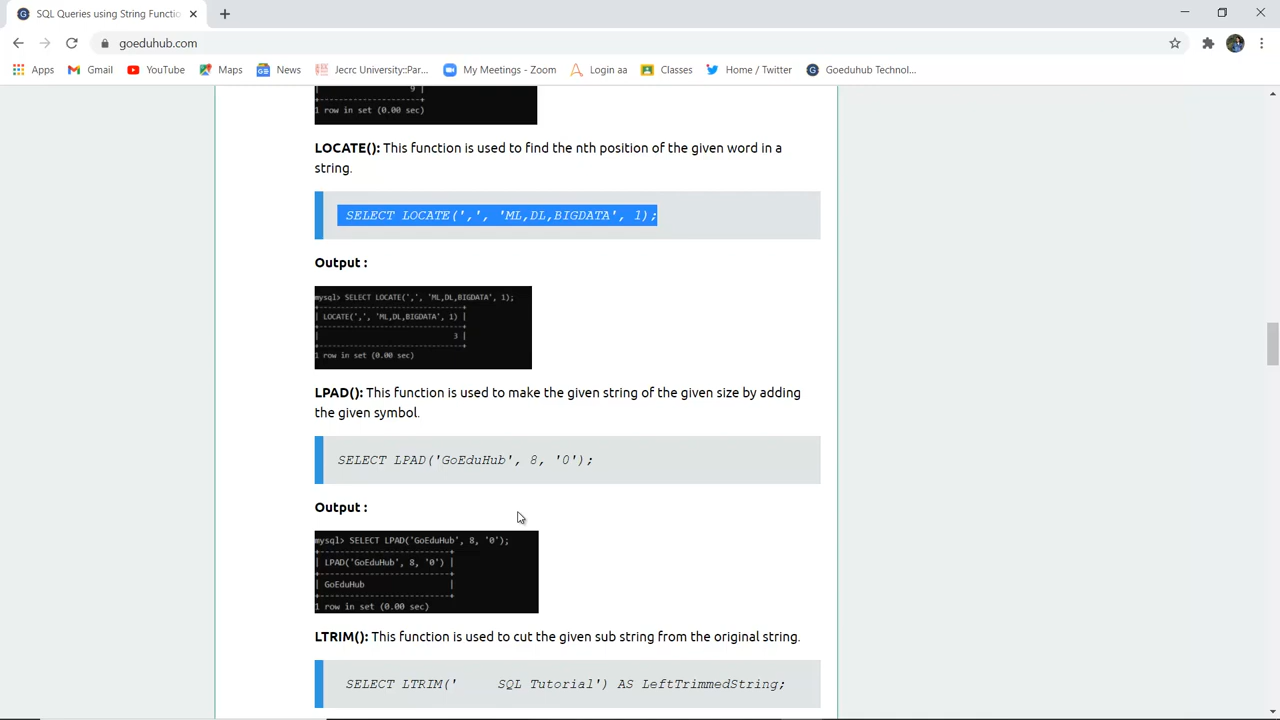 SQL Queries using String Functio
goeduhub.com
Apps Gmail YouTube Maps News Jecrc University::Par... My Meetings - Zoom Login aa Classes Home / Twitter Goeduhub Technol...
| 9 |
+-----------------------+
1 row in set (0.00 sec)
LOCATE(): This function is used to find the nth position of the given word in a
string.
SELECT LOCATE(',', 'ML,DL,BIGDATA', 1);
Output :
mysql> SELECT LOCATE(',', 'ML,DL,BIGDATA', 1);
+--------------------------------+
| LOCATE(',', 'ML,DL,BIGDATA', 1) |
+--------------------------------+
| 3 |
+--------------------------------+
1 row in set (0.00 sec)
LPAD(): This function is used to make the given string of the given size by adding
the given symbol.
SELECT LPAD('GoEduHub', 8, '0');
Output :
mysql> SELECT LPAD('GoEduHub', 8, '0');
+--------------------------+
| LPAD('GoEduHub', 8, '0') |
+--------------------------+
| GoEduHub |
+--------------------------+
1 row in set (0.00 sec)
LTRIM(): This function is used to cut the given sub string from the original string.
SELECT LTRIM('     SQL Tutorial') AS LeftTrimmedString;